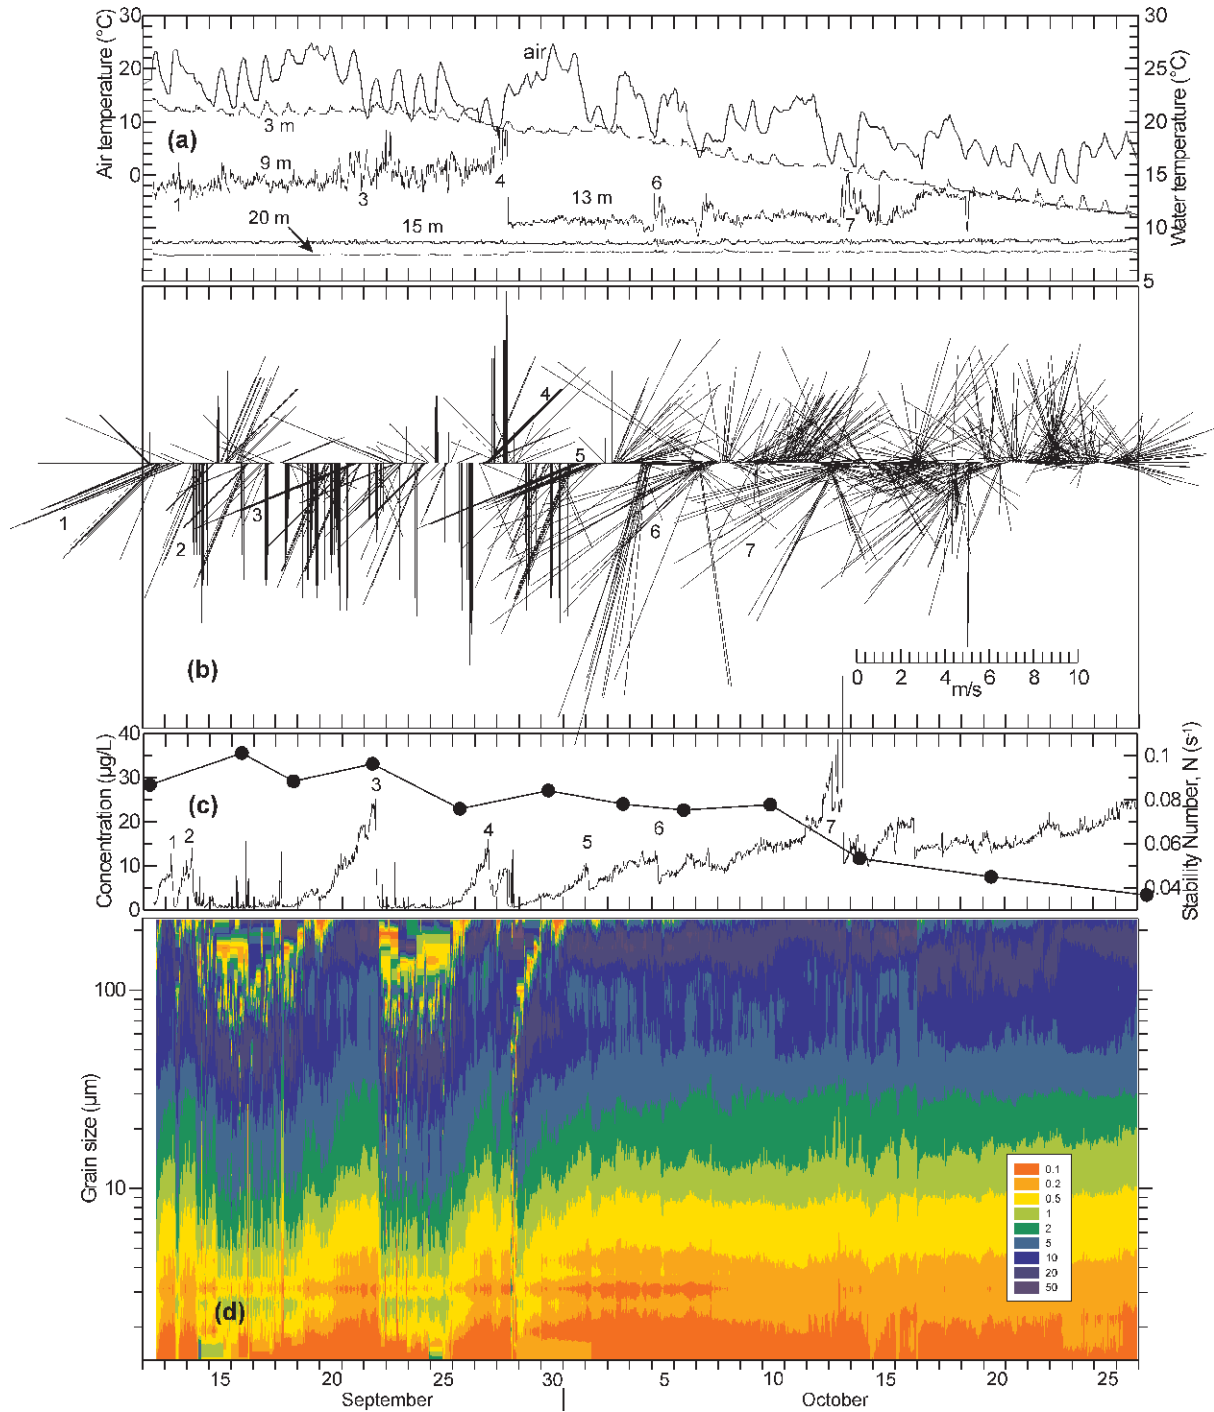 30
20
10
0
Air temperature (°C)
30
25
20
15
10
5
Water temperature (°C)
air
(a)
3 m
9 m
1
3
4
13 m
6
7
20 m
15 m
1
2
3
4
5
6
7
(b)
0 2 4 6 8 10
m/s
40
30
20
10
0
Concentration (µg/L)
0.1
0.08
0.06
0.04
Stability Number, N (s⁻¹)
(c)
1 2
3
4
5
6
7
100
10
Grain size (µm)
(d)
0.1
0.2
0.5
1
2
5
10
20
50
15 20 25 30 5 10 15 20 25
September October